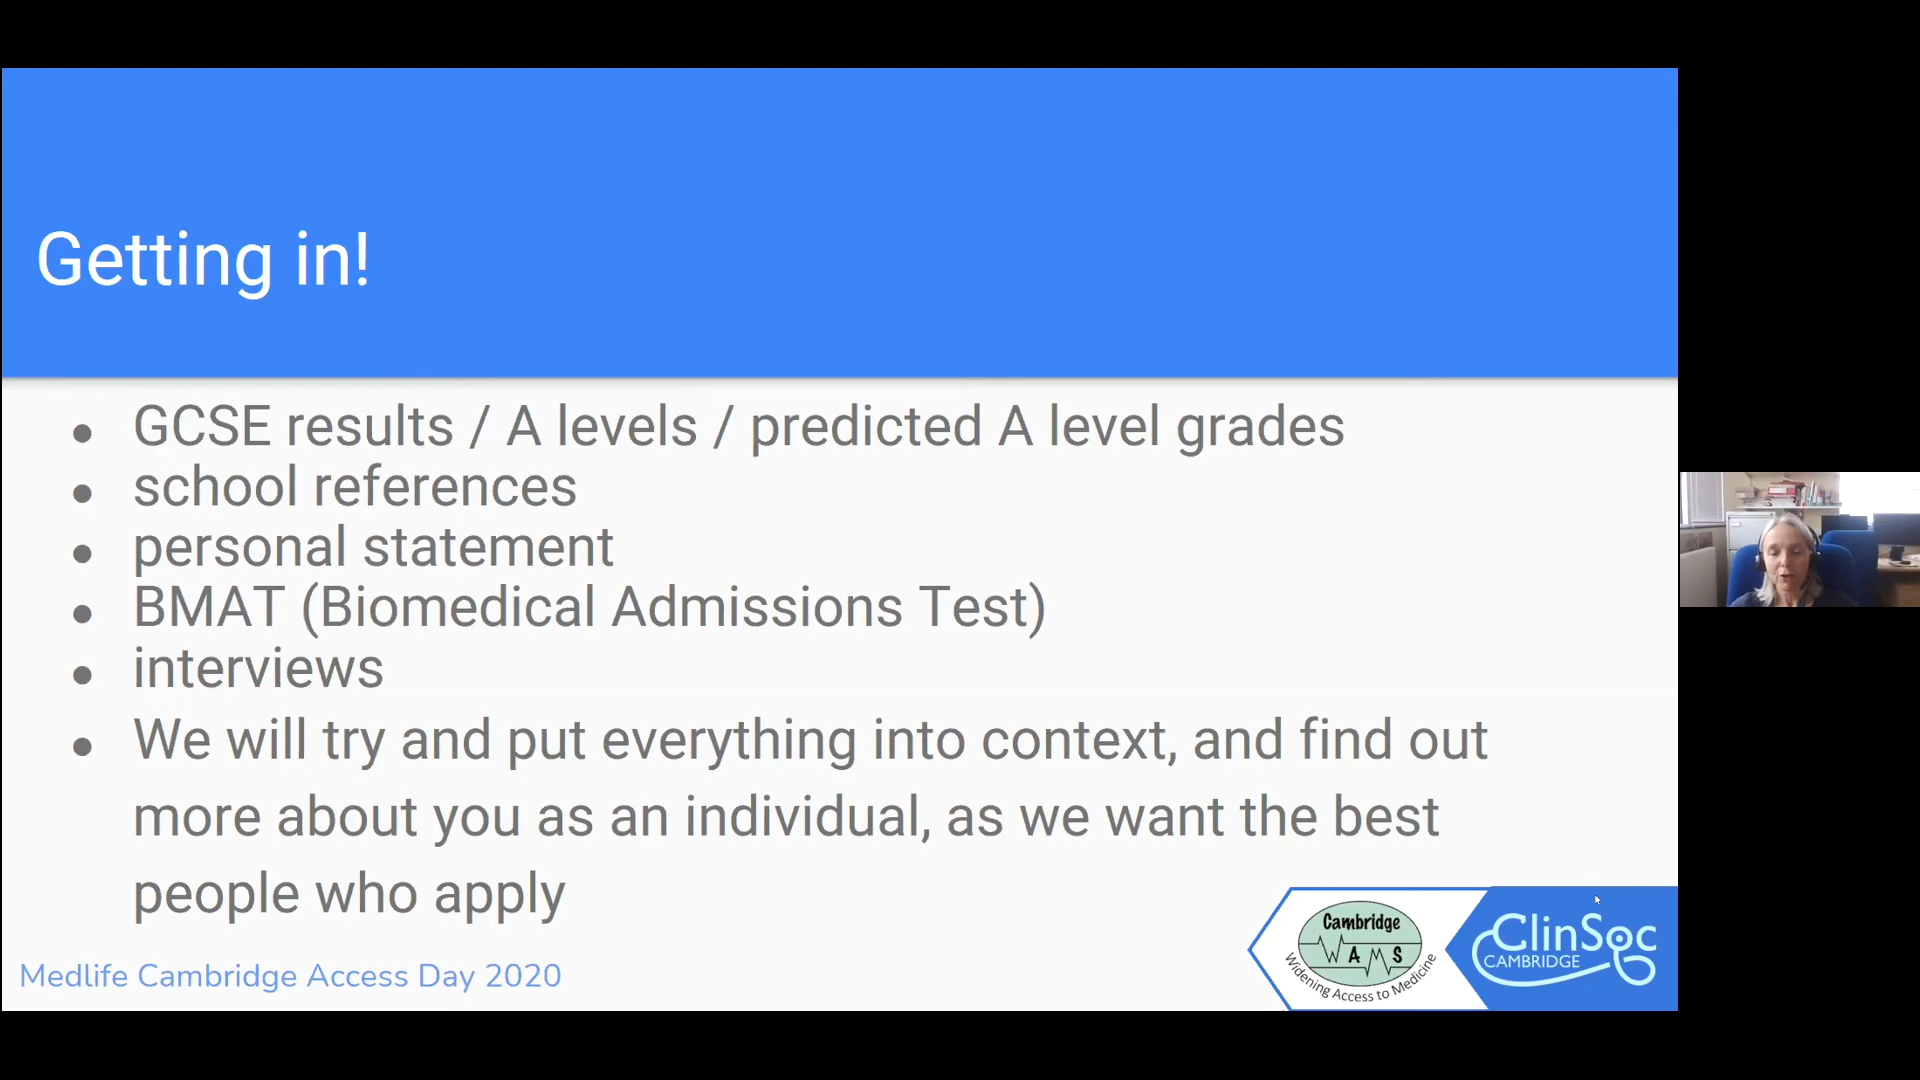 Getting in!
GCSE results / A levels / predicted A level grades
school references
personal statement
BMAT (Biomedical Admissions Test)
interviews
We will try and put everything into context, and find out
more about you as an individual, as we want the best
people who apply
Medlife Cambridge Access Day 2020
Cambridge
WAMS
Widening Access to Medicine
ClinSoc
CAMBRIDGE